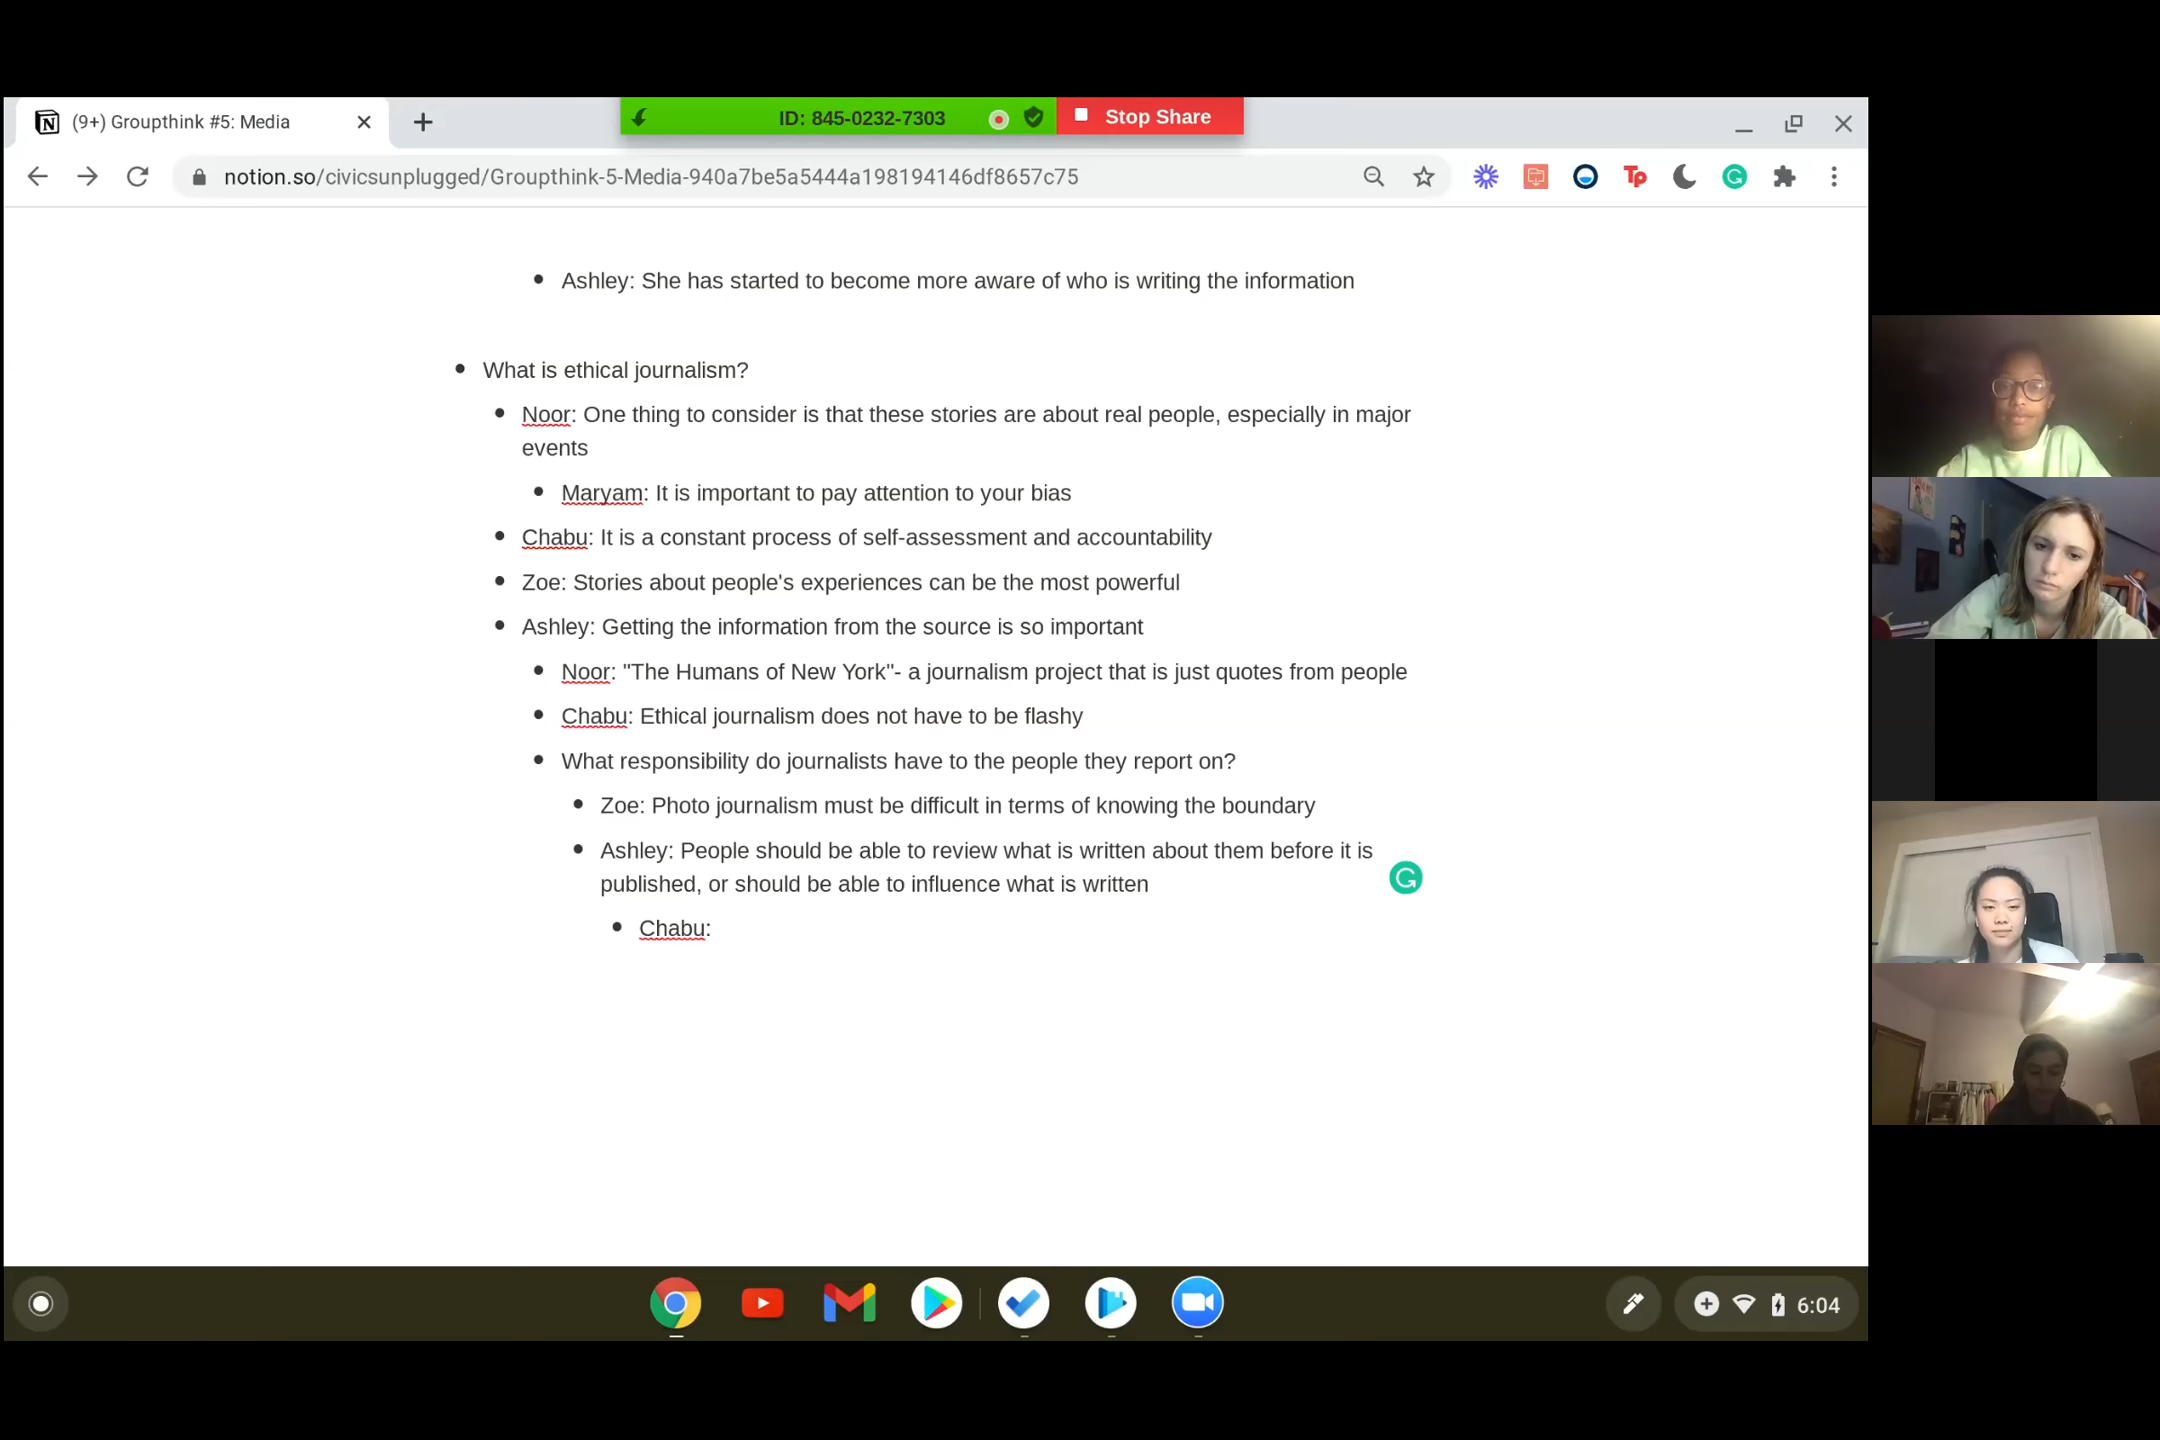 (9+) Groupthink #5: Media
ID: 845-0232-7303
Stop Share
notion.so/civicsunplugged/Groupthink-5-Media-940a7be5a5444a198194146df8657c75
Tp
Ashley: She has started to become more aware of who is writing the information
What is ethical journalism?
Noor: One thing to consider is that these stories are about real people, especially in major
events
Maryam: It is important to pay attention to your bias
Chabu: It is a constant process of self-assessment and accountability
Zoe: Stories about people's experiences can be the most powerful
Ashley: Getting the information from the source is so important
Noor: "The Humans of New York"- a journalism project that is just quotes from people
Chabu: Ethical journalism does not have to be flashy
What responsibility do journalists have to the people they report on?
Zoe: Photo journalism must be difficult in terms of knowing the boundary
Ashley: People should be able to review what is written about them before it is
published, or should be able to influence what is written
Chabu:
6:04